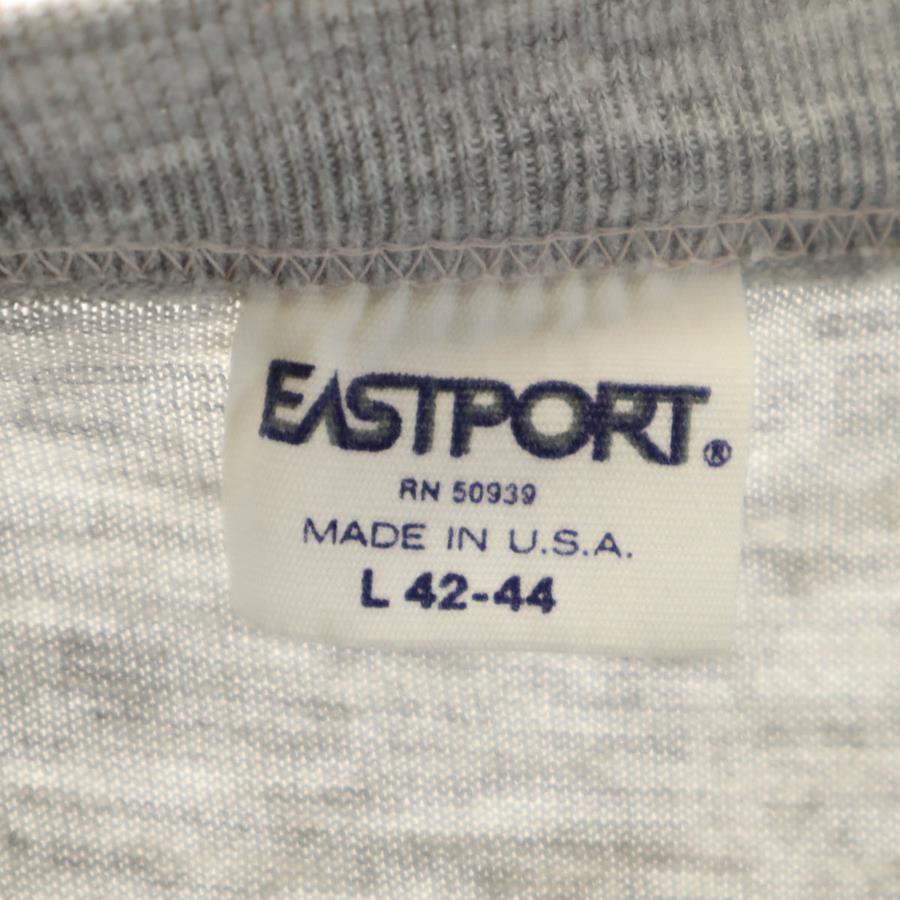 EASTPORT®
RN 50939
MADE IN U.S.A.
L 42-44